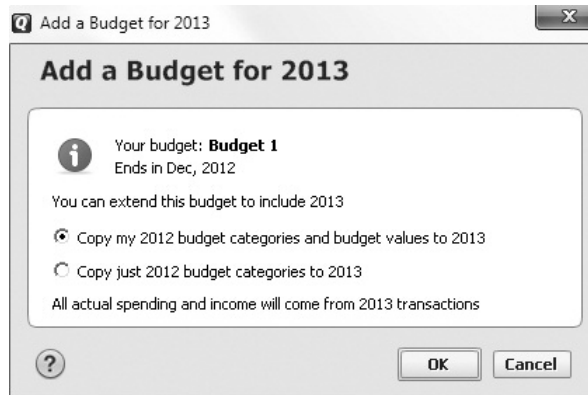 Q Add a Budget for 2013 X
Add a Budget for 2013
i Your budget: Budget 1
Ends in Dec, 2012
You can extend this budget to include 2013
Copy my 2012 budget categories and budget values to 2013
Copy just 2012 budget categories to 2013
All actual spending and income will come from 2013 transactions
? OK Cancel